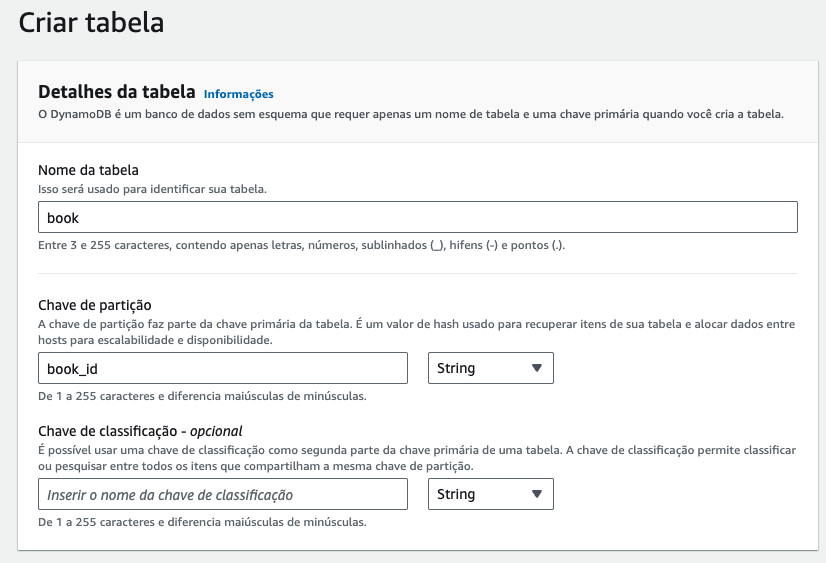 Criar tabela
Detalhes da tabela Informações
O DynamoDB é um banco de dados sem esquema que requer apenas um nome de tabela e uma chave primária quando você cria a tabela.
Nome da tabela
Isso será usado para identificar sua tabela.
book
Entre 3 e 255 caracteres, contendo apenas letras, números, sublinhados (_), hifens (-) e pontos (.).
Chave de partição
A chave de partição faz parte da chave primária da tabela. É um valor de hash usado para recuperar itens de sua tabela e alocar dados entre
hosts para escalabilidade e disponibilidade.
book_id String
De 1 a 255 caracteres e diferencia maiúsculas de minúsculas.
Chave de classificação - opcional
É possível usar uma chave de classificação como segunda parte da chave primária de uma tabela. A chave de classificação permite classificar
ou pesquisar entre todos os itens que compartilham a mesma chave de partição.
Inserir o nome da chave de classificação String
De 1 a 255 caracteres e diferencia maiúsculas de minúsculas.